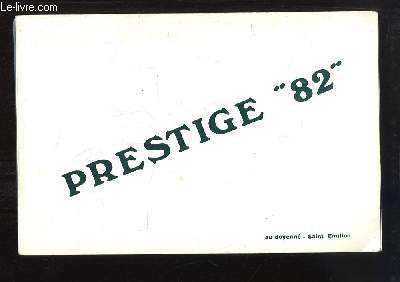 Le-livre.com
PRESTIGE "82"
au doyenné - Saint Emilion